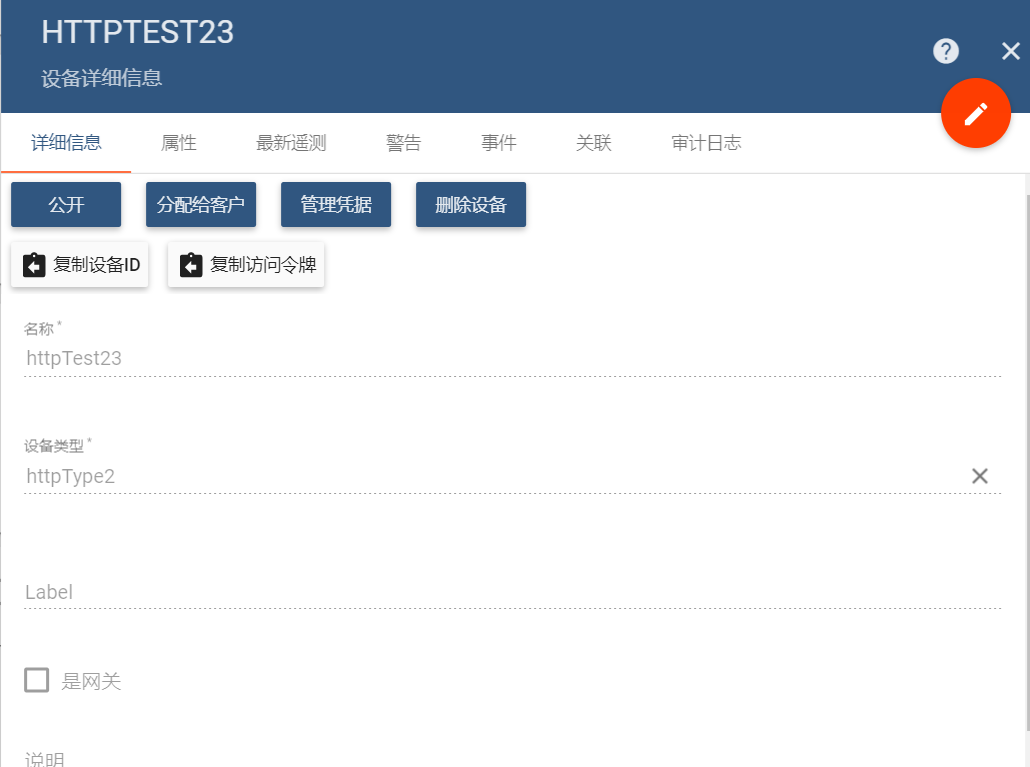 HTTPTEST23
设备详细信息
详细信息 属性 最新遥测 警告 事件 关联 审计日志
公开 分配给客户 管理凭据 删除设备
复制设备ID 复制访问令牌
名称*
httpTest23
设备类型*
httpType2
Label
是网关
说明